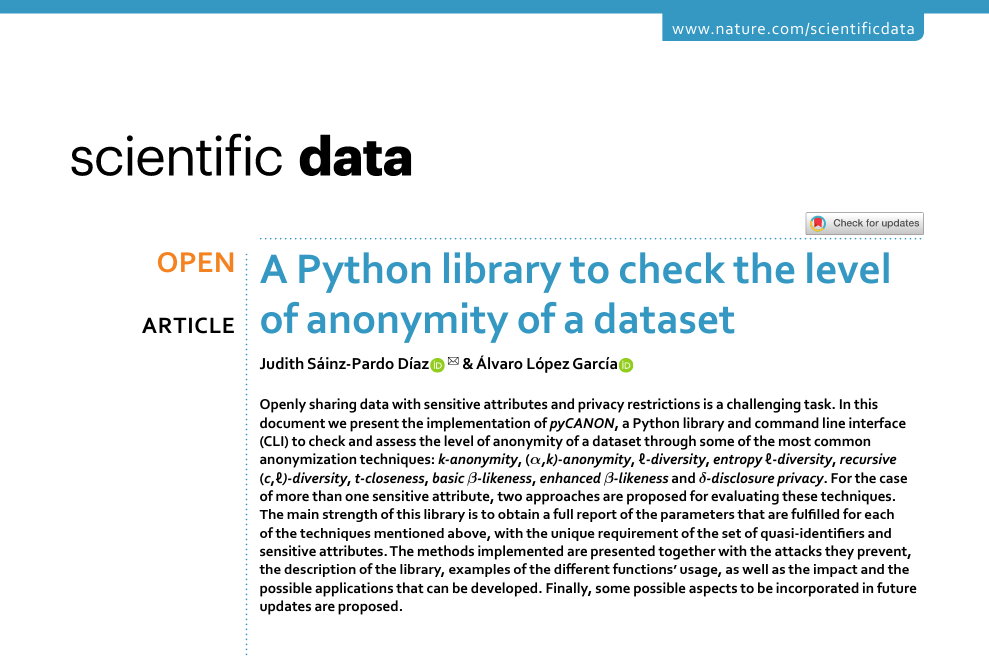 www.nature.com/scientificdata
scientific data
Check for updates
OPEN
A Python library to check the level
of anonymity of a dataset
ARTICLE
Judith Sáinz-Pardo Díaz iD ✉ & Álvaro López García iD
Openly sharing data with sensitive attributes and privacy restrictions is a challenging task. In this
document we present the implementation of pyCANON, a Python library and command line interface
(CLI) to check and assess the level of anonymity of a dataset through some of the most common
anonymization techniques: k-anonymity, (α,k)-anonymity, ℓ-diversity, entropy ℓ-diversity, recursive
(c,ℓ)-diversity, t-closeness, basic β-likeness, enhanced β-likeness and δ-disclosure privacy. For the case
of more than one sensitive attribute, two approaches are proposed for evaluating these techniques.
The main strength of this library is to obtain a full report of the parameters that are fulfilled for each
of the techniques mentioned above, with the unique requirement of the set of quasi-identifiers and
sensitive attributes. The methods implemented are presented together with the attacks they prevent,
the description of the library, examples of the different functions’ usage, as well as the impact and the
possible applications that can be developed. Finally, some possible aspects to be incorporated in future
updates are proposed.